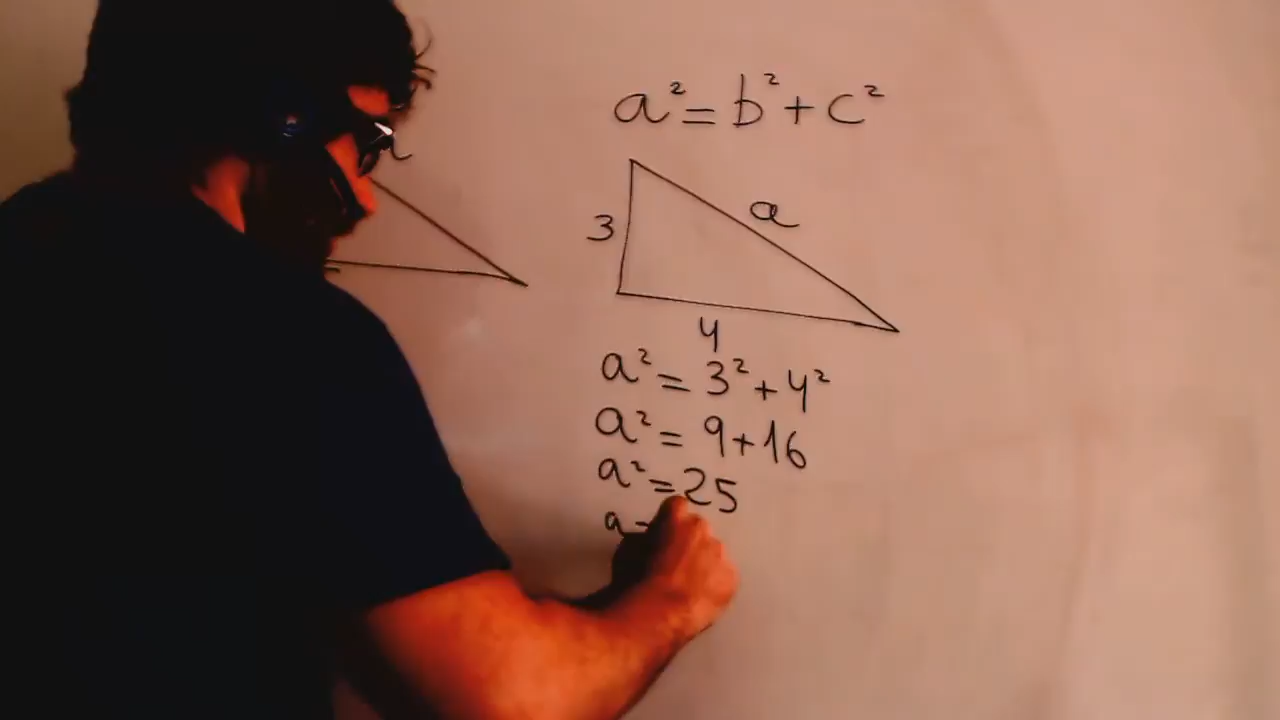 a² = b² + c²
3
a
4
a² = 3² + 4²
a² = 9 + 16
a² = 25
a =